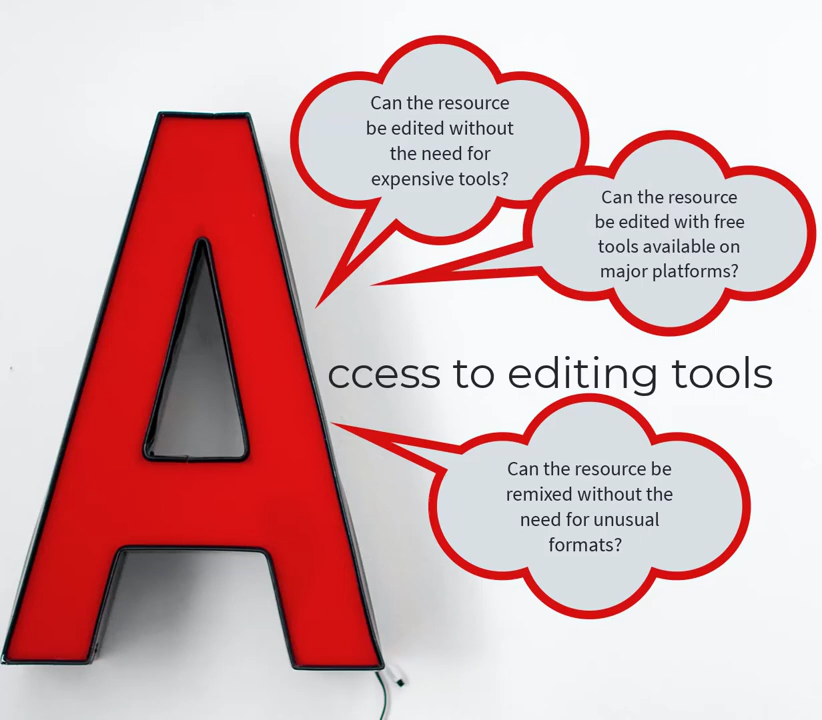 Can the resource
be edited without
the need for
expensive tools?
Can the resource
be edited with free
tools available on
major platforms?
Access to editing tools
Can the resource be
remixed without the
need for unusual
formats?